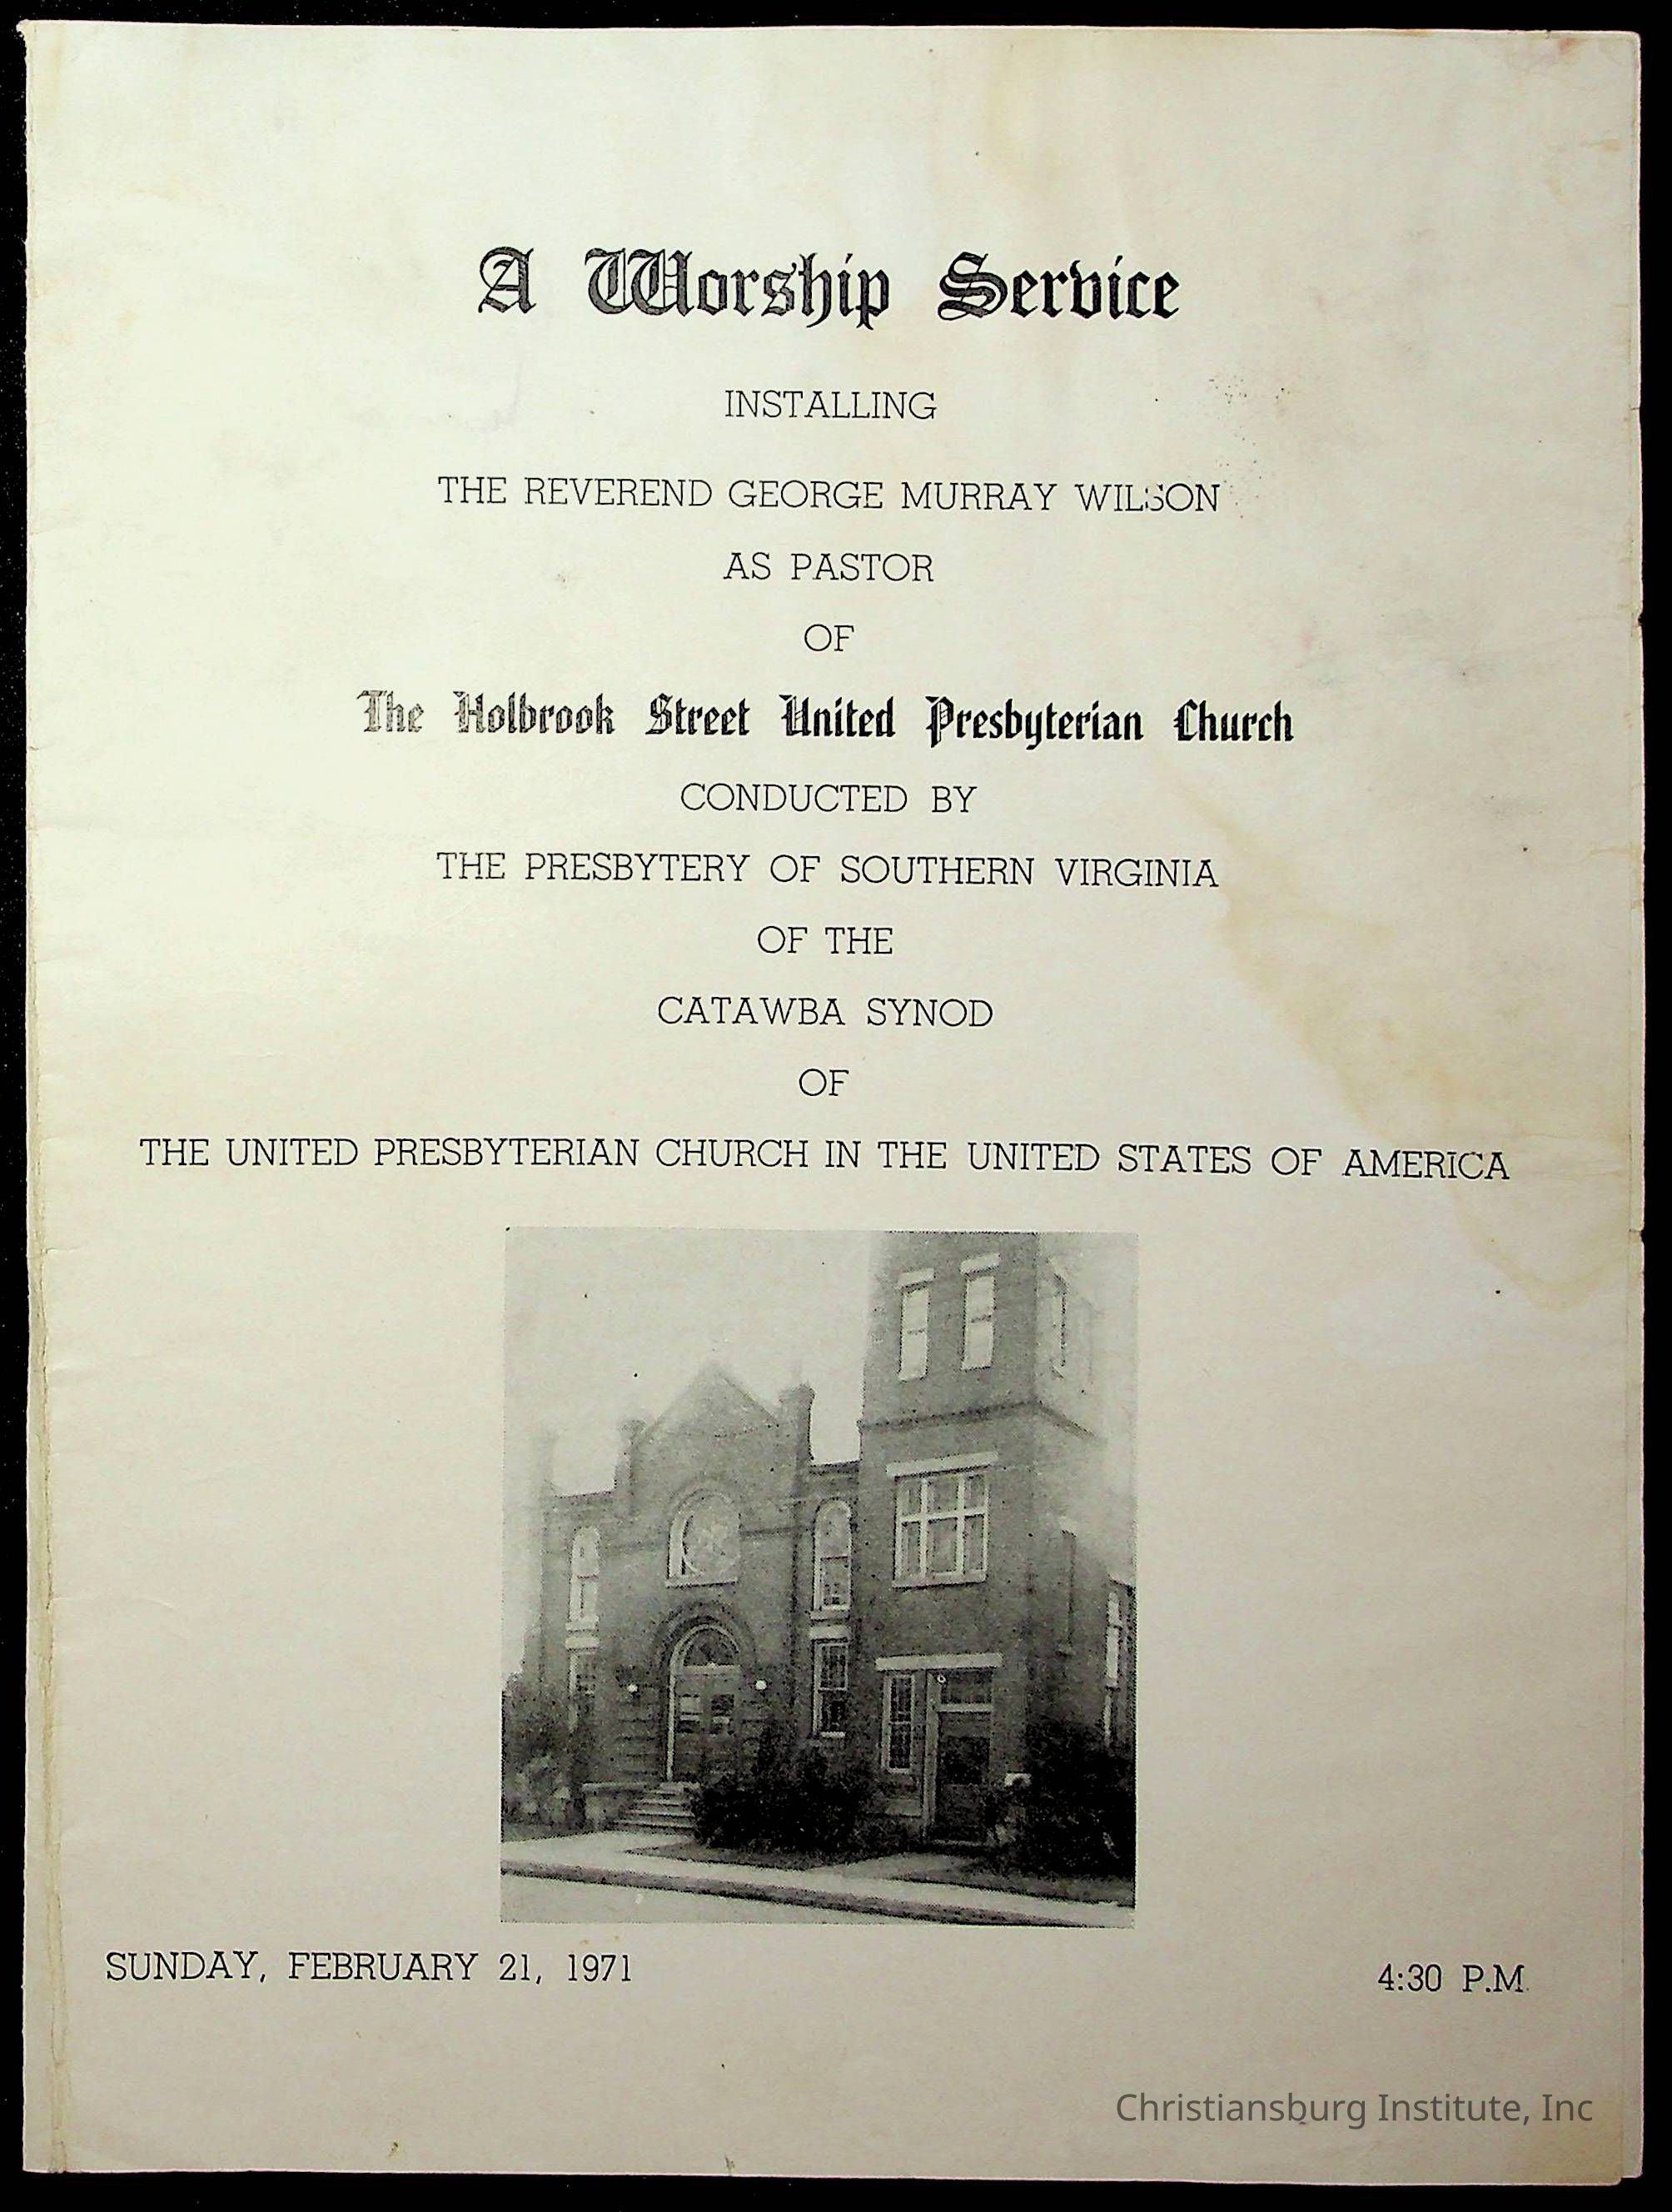 A Worship Service
INSTALLING
THE REVEREND GEORGE MURRAY WILSON
AS PASTOR
OF
The Holbrook Street United Presbyterian Church
CONDUCTED BY
THE PRESBYTERY OF SOUTHERN VIRGINIA
OF THE
CATAWBA SYNOD
OF
THE UNITED PRESBYTERIAN CHURCH IN THE UNITED STATES OF AMERICA
SUNDAY, FEBRUARY 21, 1971 4:30 P.M.
Christiansburg Institute, Inc